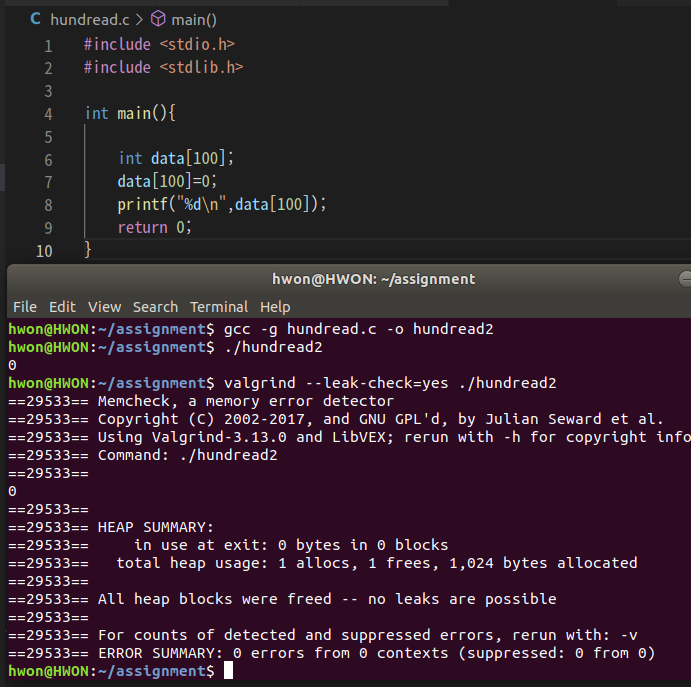 C hundread.c > main()
1 #include <stdio.h>
2 #include <stdlib.h>
3
4 int main(){
5
6 int data[100];
7 data[100]=0;
8 printf("%d\n",data[100]);
9 return 0;
10 }
hwon@HWON: ~/assignment
File Edit View Search Terminal Help
hwon@HWON:~/assignment$ gcc -g hundread.c -o hundread2
hwon@HWON:~/assignment$ ./hundread2
0
hwon@HWON:~/assignment$ valgrind --leak-check=yes ./hundread2
==29533== Memcheck, a memory error detector
==29533== Copyright (C) 2002-2017, and GNU GPL'd, by Julian Seward et al.
==29533== Using Valgrind-3.13.0 and LibVEX; rerun with -h for copyright info
==29533== Command: ./hundread2
==29533==
0
==29533==
==29533== HEAP SUMMARY:
==29533==     in use at exit: 0 bytes in 0 blocks
==29533==   total heap usage: 1 allocs, 1 frees, 1,024 bytes allocated
==29533==
==29533== All heap blocks were freed -- no leaks are possible
==29533==
==29533== For counts of detected and suppressed errors, rerun with: -v
==29533== ERROR SUMMARY: 0 errors from 0 contexts (suppressed: 0 from 0)
hwon@HWON:~/assignment$